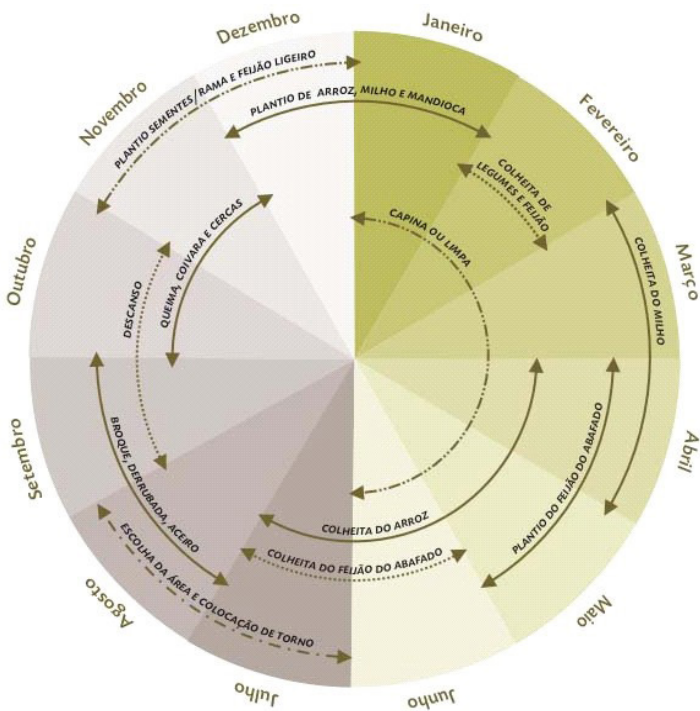 Janeiro
Fevereiro
Março
Abril
Maio
Junho
Julho
Agosto
Setembro
Outubro
Novembro
Dezembro
PLANTIO SEMENTES/RAMA E FEIJÃO LIGEIRO
PLANTIO DE ARROZ, MILHO E MANDIOCA
COLHEITA DE
LEGUMES E FEIJÃO
CAPINA OU LIMPA
COLHEITA DO MILHO
QUEIMA, COIVARA E CERCAS
DESCANSO
BROQUE, DERRUBADA, ACEIRO
ESCOLHA DA ÁREA E COLOCAÇÃO DE TORNO
COLHEITA DO ARROZ
COLHEITA DO FEIJÃO DO ABAFADO
PLANTIO DO FEIJÃO DO ABAFADO